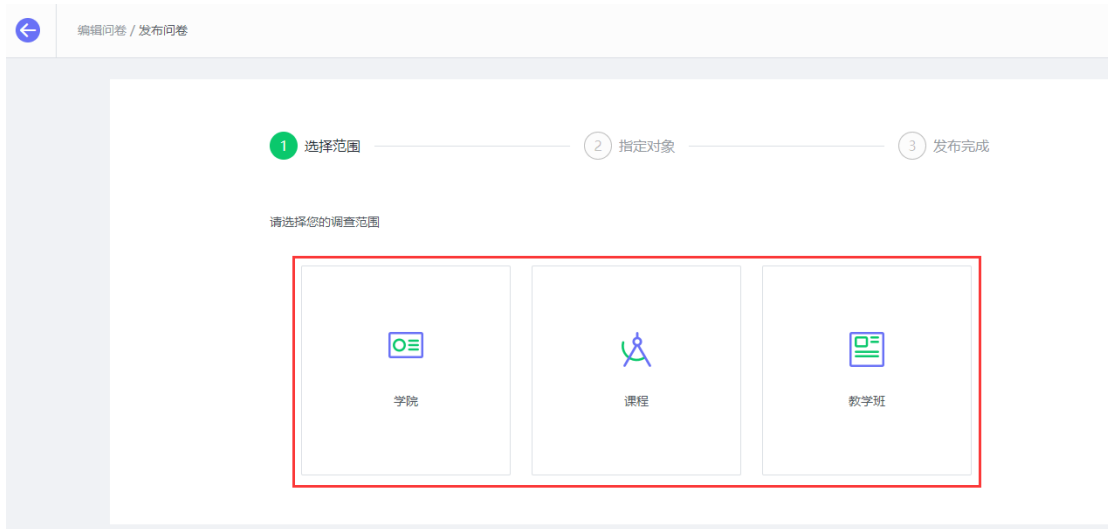 编辑问卷 / 发布问卷
1 选择范围 2 指定对象 3 发布完成
请选择您的调查范围
学院 课程 教学班